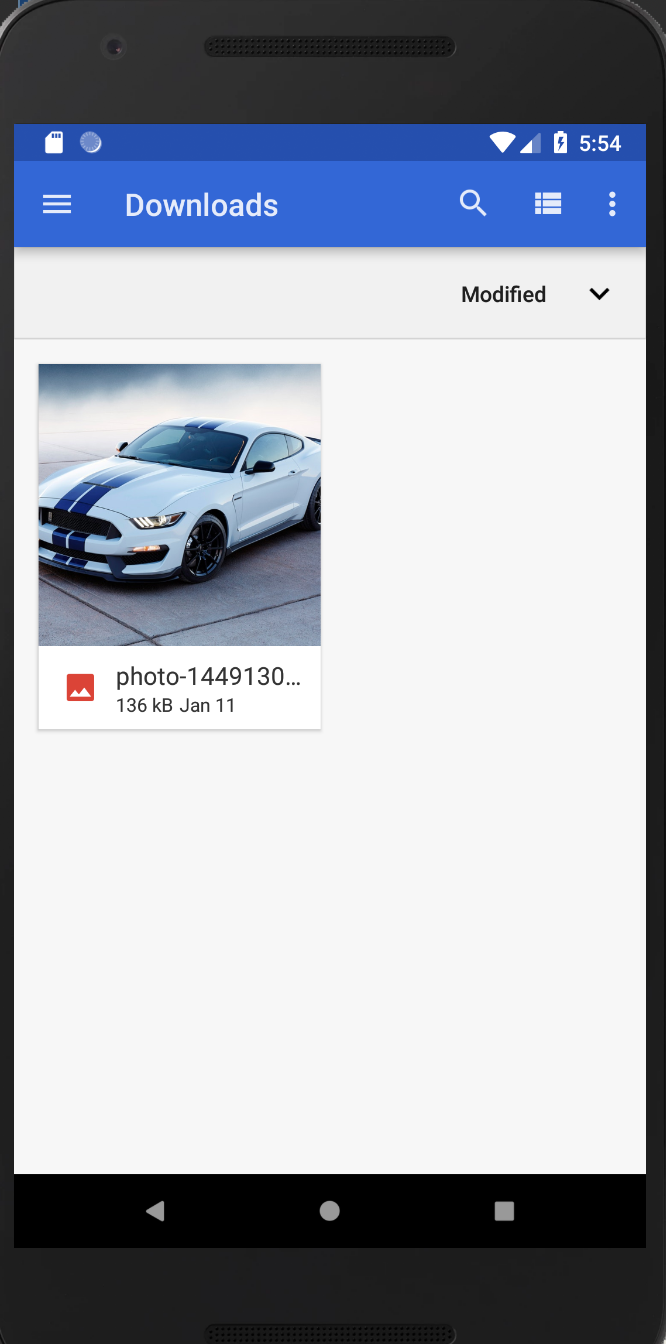 5:54
Downloads
Modified
photo-1449130...
136 kB Jan 11